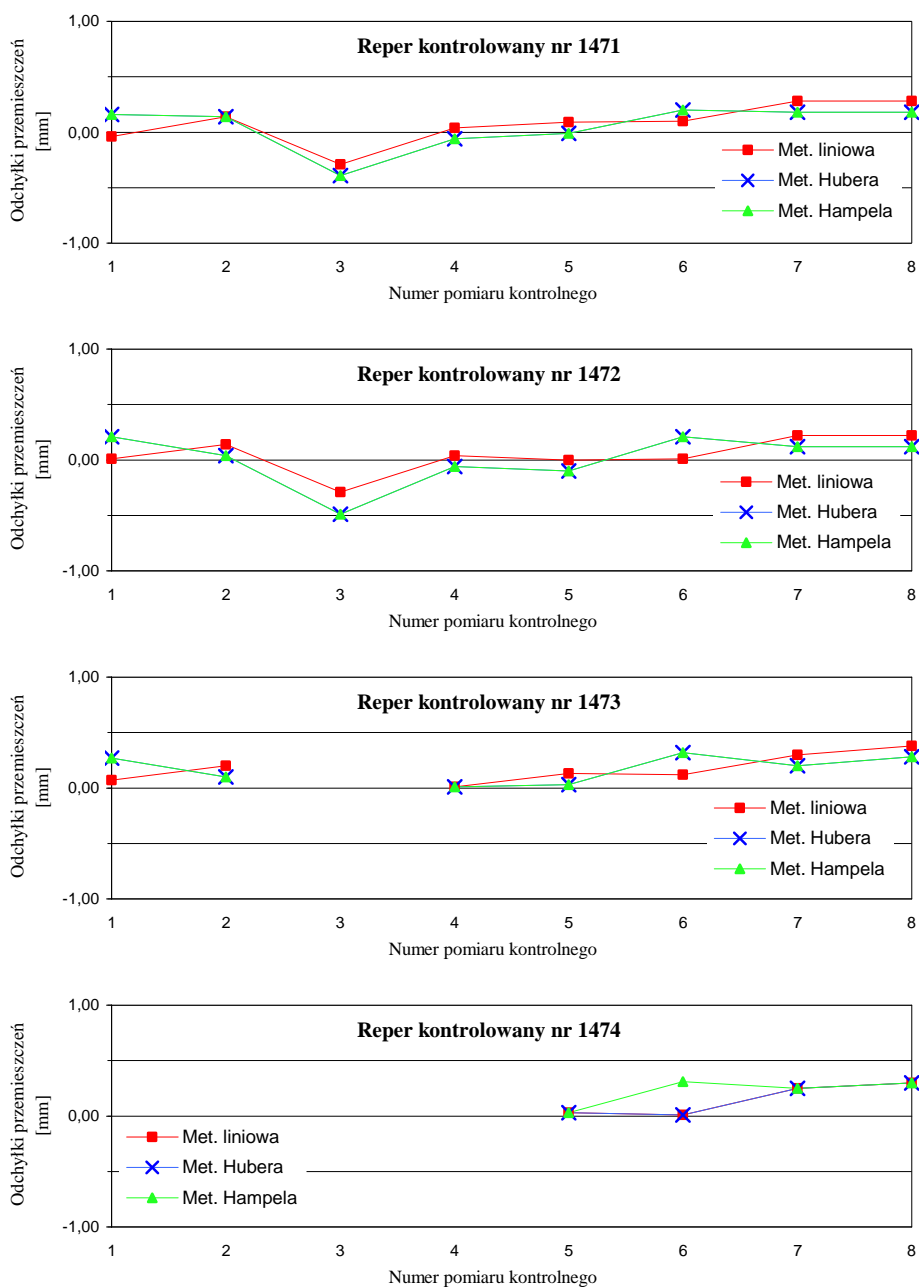 1,00
Reper kontrolowany nr 1471
Odchyłki przemieszczeń
[mm]
0,00
Met. liniowa
Met. Hubera
Met. Hampela
-1,00
1 2 3 4 5 6 7 8
Numer pomiaru kontrolnego
1,00
Reper kontrolowany nr 1472
Odchyłki przemieszczeń
[mm]
0,00
Met. liniowa
Met. Hubera
Met. Hampela
-1,00
1 2 3 4 5 6 7 8
Numer pomiaru kontrolnego
1,00
Reper kontrolowany nr 1473
Odchyłki przemieszczeń
[mm]
0,00
Met. liniowa
Met. Hubera
Met. Hampela
-1,00
1 2 3 4 5 6 7 8
Numer pomiaru kontrolnego
1,00
Reper kontrolowany nr 1474
Odchyłki przemieszczeń
[mm]
0,00
Met. liniowa
Met. Hubera
Met. Hampela
-1,00
1 2 3 4 5 6 7 8
Numer pomiaru kontrolnego